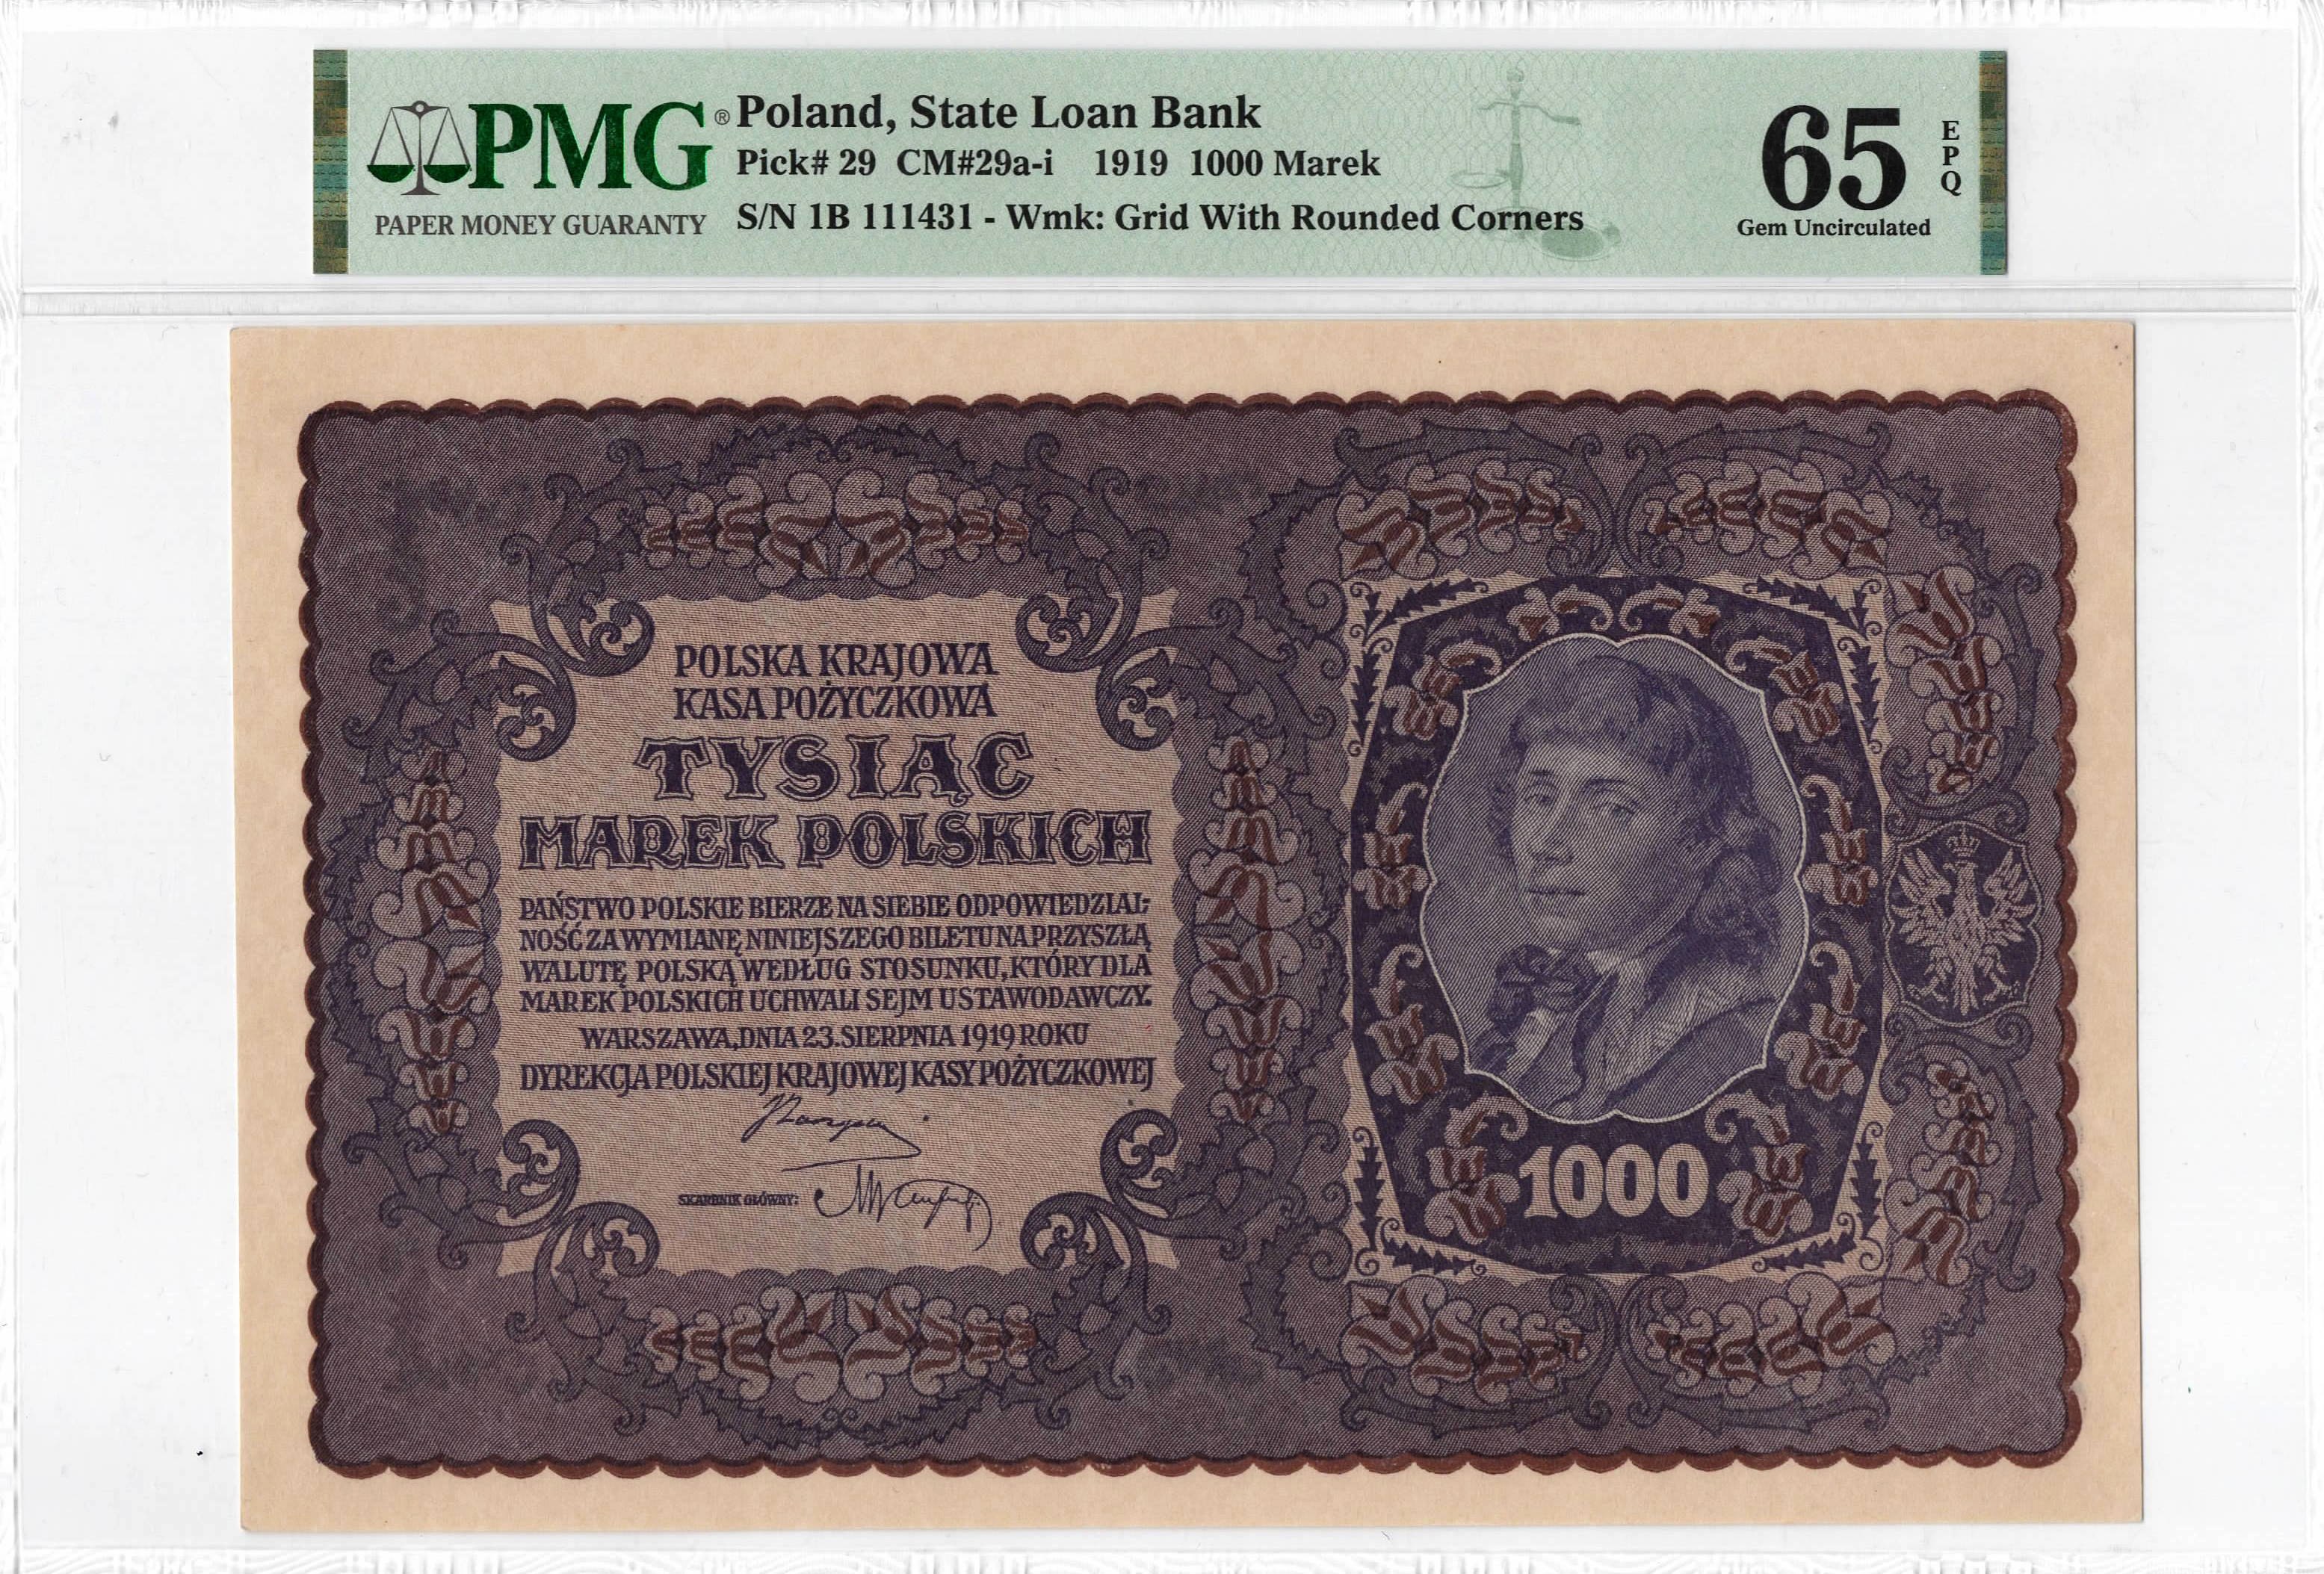 PMG®
PAPER MONEY GUARANTY
Poland, State Loan Bank
Pick# 29 CM#29a-i 1919 1000 Marek
S/N 1B 111431 - Wmk: Grid With Rounded Corners
65 EPQ
Gem Uncirculated
POLSKA KRAJOWA
KASA POŻYCZKOWA
TYSIĄC
MAREK POLSKICH
PAŃSTWO POLSKIE BIERZE NA SIEBIE ODPOWIEDZIAL-
NOŚĆ ZA WYMIANĘ NINIEJSZEGO BILETU NA PRZYSZŁĄ
WALUTĘ POLSKĄ WEDŁUG STOSUNKU, KTÓRY DLA
MAREK POLSKICH UCHWALI SEJM USTAWODAWCZY.
WARSZAWA, DNIA 23. SIERPNIA 1919 ROKU
DYREKCJA POLSKIEJ KRAJOWEJ KASY POŻYCZKOWEJ
SKARBNIK GŁÓWNY:
1000